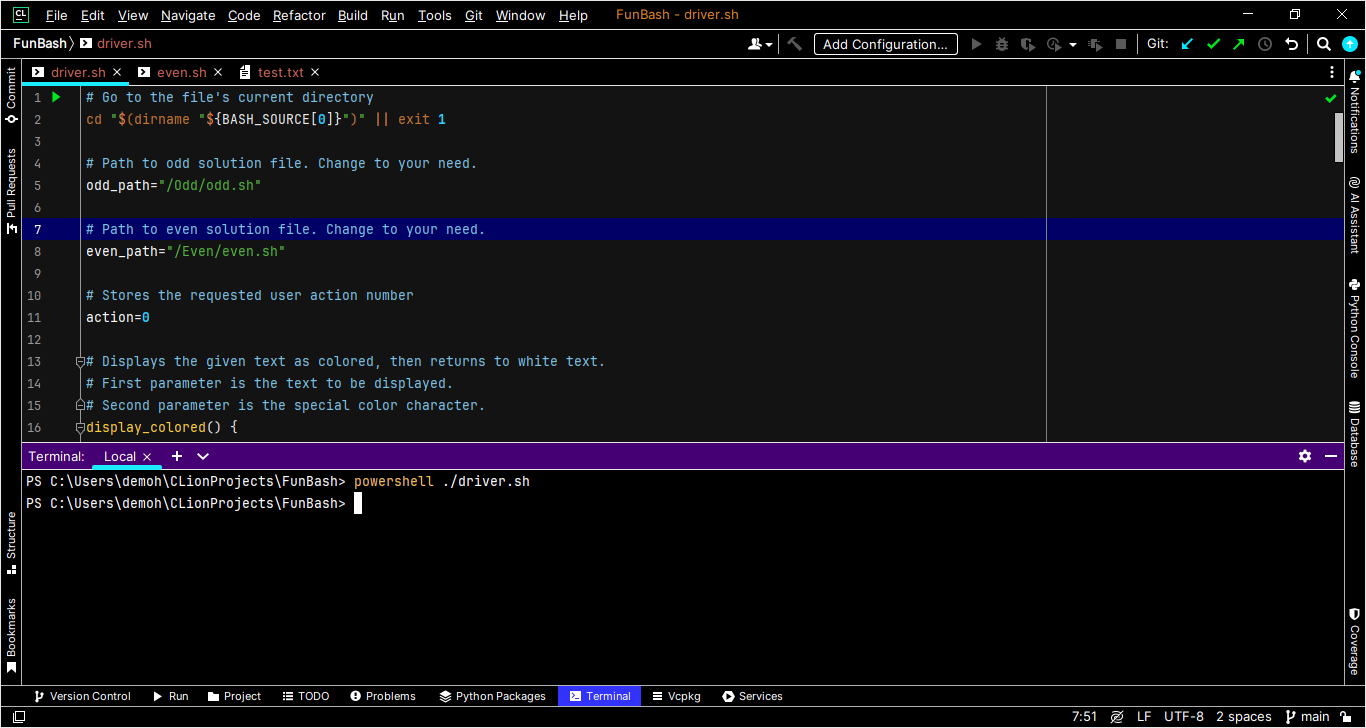 CL File Edit View Navigate Code Refactor Build Run Tools Git Window Help FunBash - driver.sh
FunBash driver.sh Add Configuration... Git:
driver.sh even.sh test.txt
1 # Go to the file's current directory
2 cd "$(dirname "${BASH_SOURCE[0]}")" || exit 1
3
4 # Path to odd solution file. Change to your need.
5 odd_path="/Odd/odd.sh"
6
7 # Path to even solution file. Change to your need.
8 even_path="/Even/even.sh"
9
10 # Stores the requested user action number
11 action=0
12
13 # Displays the given text as colored, then returns to white text.
14 # First parameter is the text to be displayed.
15 # Second parameter is the special color character.
16 display_colored() {
Commit
Pull Requests
Structure
Bookmarks
Notifications
AI Assistant
Python Console
Database
Coverage
Terminal: Local
PS C:\Users\demoh\CLionProjects\FunBash> powershell ./driver.sh
PS C:\Users\demoh\CLionProjects\FunBash>
Version Control Run Project TODO Problems Python Packages Terminal Vcpkg Services
7:51 LF UTF-8 2 spaces main